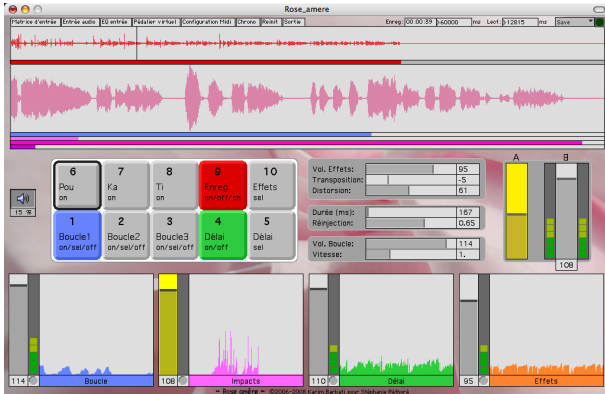 Rose_amere
Matrice d'entrée Entrée audio EQ entrée Pédalier virtuel Configuration Midi Chrono Reinit Sortie Enreg: 00:00:39 60000 ms Lect: 12815 ms Save
6 7 8 9 10
Pou Ka Ti Enreg. Effets
on on on on/off/ch sel
1 2 3 4 5
Boucle1 Boucle2 Boucle3 Délai Délai
on/sel/off on/sel/off on/sel/off on/off sel
15 %
Vol. Effets: 95
Transposition: -5
Distorsion: 61
Durée (ms): 167
Réinjection: 0.65
Vol. Boucle: 114
Vitesse: 1.
A B
108
114 Boucle 108 Impacts 110 Délai 95 Effets
~ Rose amère ~ ©2006-2008 Karim Barkati pour Stéphane